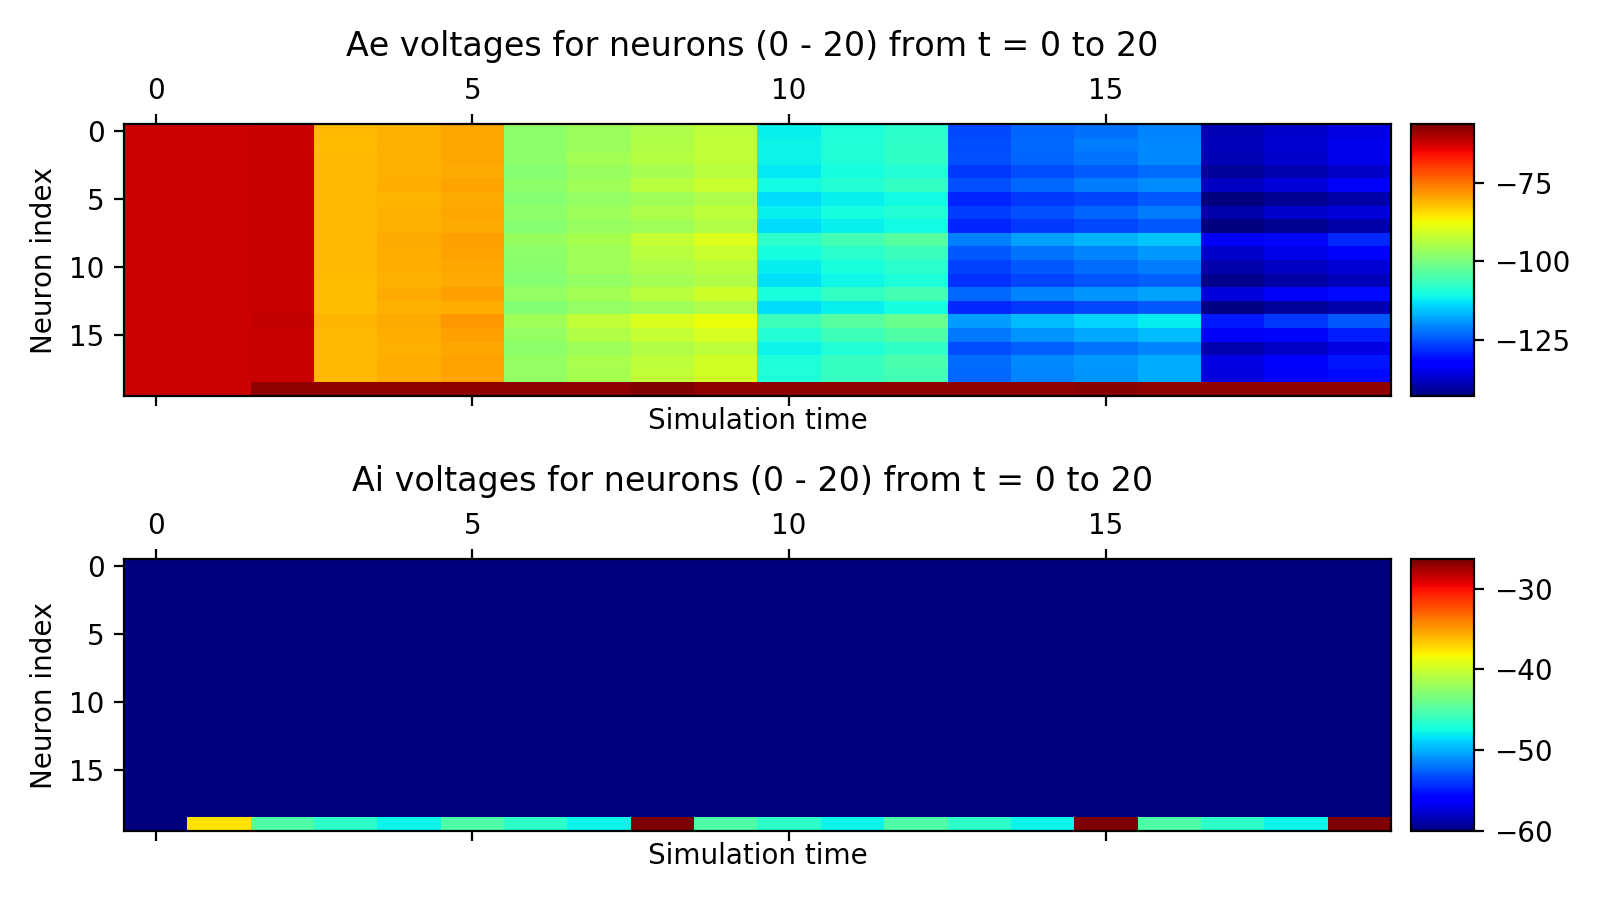 Ae voltages for neurons (0 - 20) from t = 0 to 20
0 5 10 15
0
5
10
15
Neuron index
Simulation time
−75
−100
−125
Ai voltages for neurons (0 - 20) from t = 0 to 20
0 5 10 15
0
5
10
15
Neuron index
Simulation time
−30
−40
−50
−60